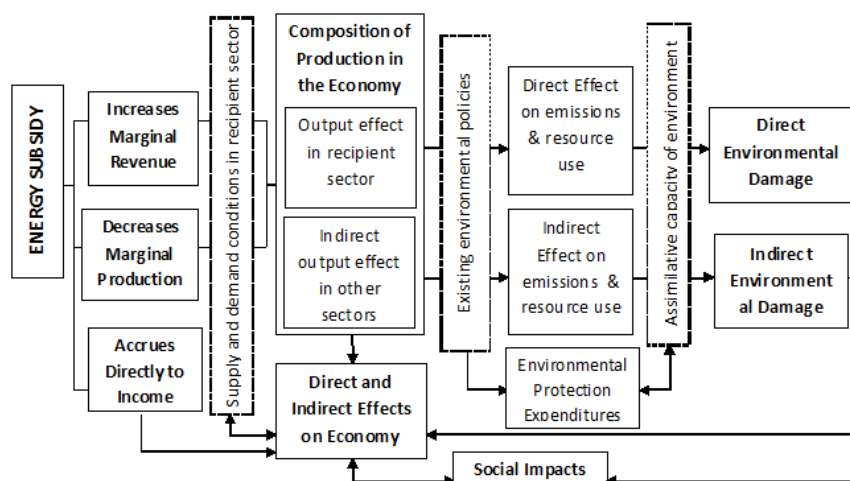 ENERGY SUBSIDY
Increases
Marginal
Revenue
Decreases
Marginal
Production
Accrues
Directly to
Income
Supply and demand conditions in recipient sector
Composition of
Production in
the Economy
Output effect
in recipient
sector
Indirect
output effect
in other
sectors
Direct and
Indirect Effects
on Economy
Existing environmental policies
Direct Effect
on emissions
& resource
use
Indirect
Effect on
emissions &
resource use
Environmental
Protection
Expenditures
Social Impacts
Assimilative capacity of environment
Direct
Environmental
Damage
Indirect
Environment
al Damage